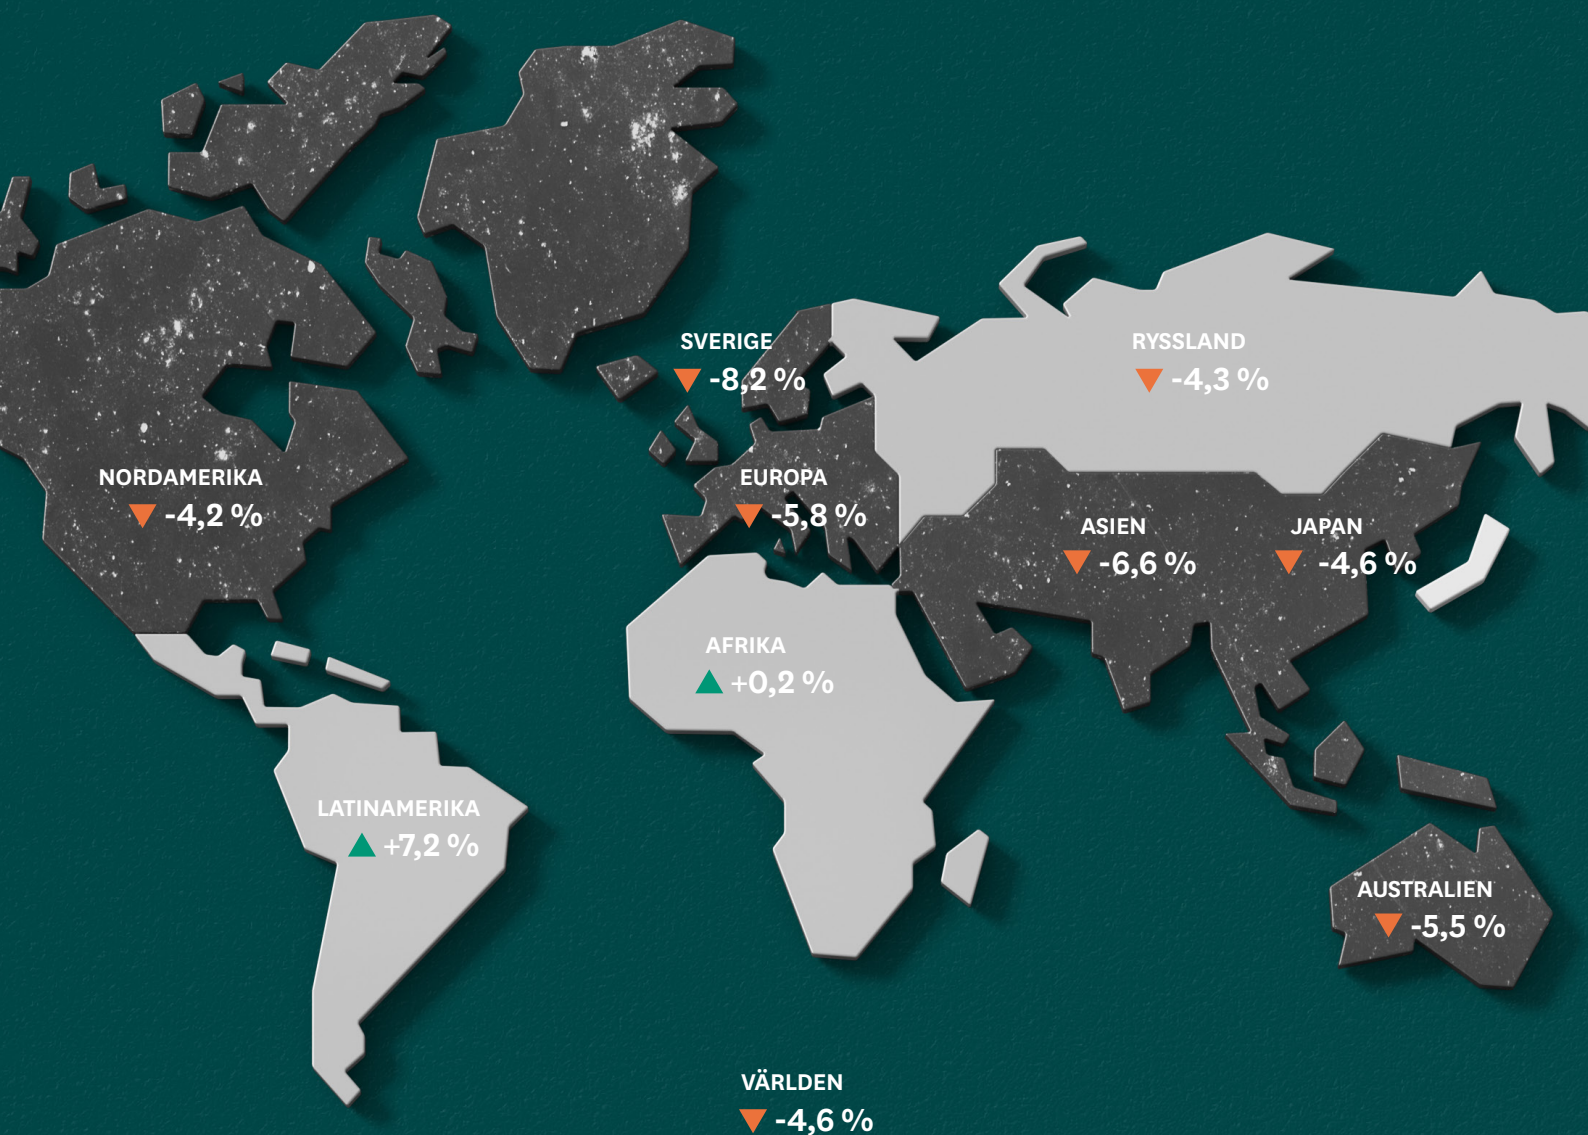 SVERIGE
-8,2 %
RYSSLAND
-4,3 %
NORDAMERIKA
-4,2 %
EUROPA
-5,8 %
ASIEN
-6,6 %
JAPAN
-4,6 %
AFRIKA
+0,2 %
LATINAMERIKA
+7,2 %
AUSTRALIEN
-5,5 %
VÄRLDEN
-4,6 %